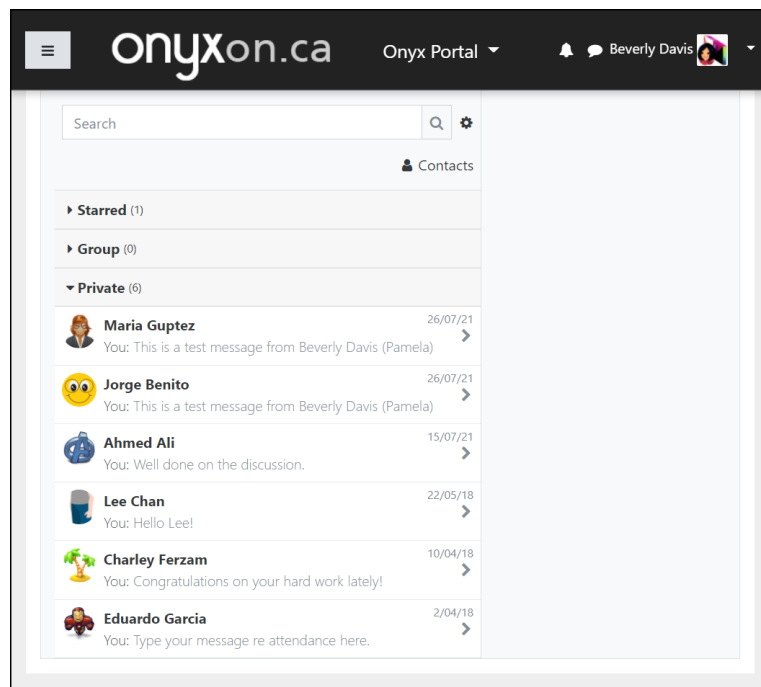 onyxon.ca
Onyx Portal
Beverly Davis
Search
Contacts
Starred (1)
Group (0)
Private (6)
Maria Guptez
26/07/21
You: This is a test message from Beverly Davis (Pamela)
Jorge Benito
26/07/21
You: This is a test message from Beverly Davis (Pamela)
Ahmed Ali
15/07/21
You: Well done on the discussion.
Lee Chan
22/05/18
You: Hello Lee!
Charley Ferzam
10/04/18
You: Congratulations on your hard work lately!
Eduardo Garcia
2/04/18
You: Type your message re attendance here.